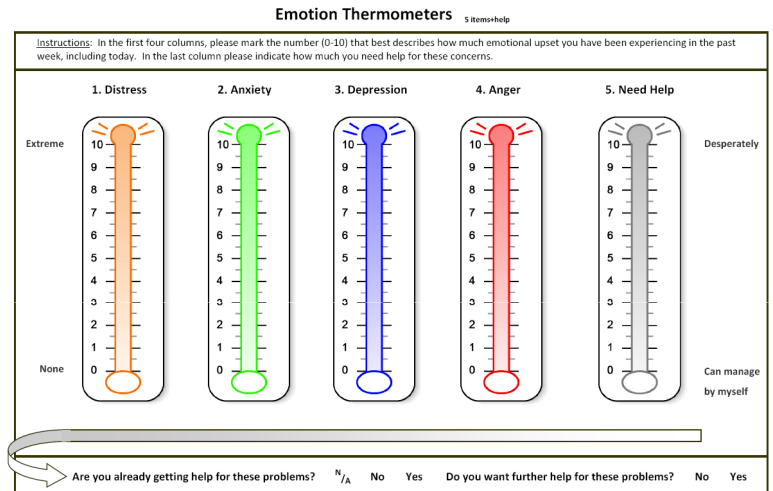 Emotion Thermometers 5 items+help
Instructions: In the first four columns, please mark the number (0-10) that best describes how much emotional upset you have been experiencing in the past
week, including today. In the last column please indicate how much you need help for these concerns.
1. Distress 2. Anxiety 3. Depression 4. Anger 5. Need Help
Extreme 10 10 10 10 10 Desperately
9 9 9 9 9
8 8 8 8 8
7 7 7 7 7
6 6 6 6 6
5 5 5 5 5
4 4 4 4 4
3 3 3 3 3
2 2 2 2 2
1 1 1 1 1
None 0 0 0 0 0 Can manage
by myself
Are you already getting help for these problems? N/A No Yes Do you want further help for these problems? No Yes